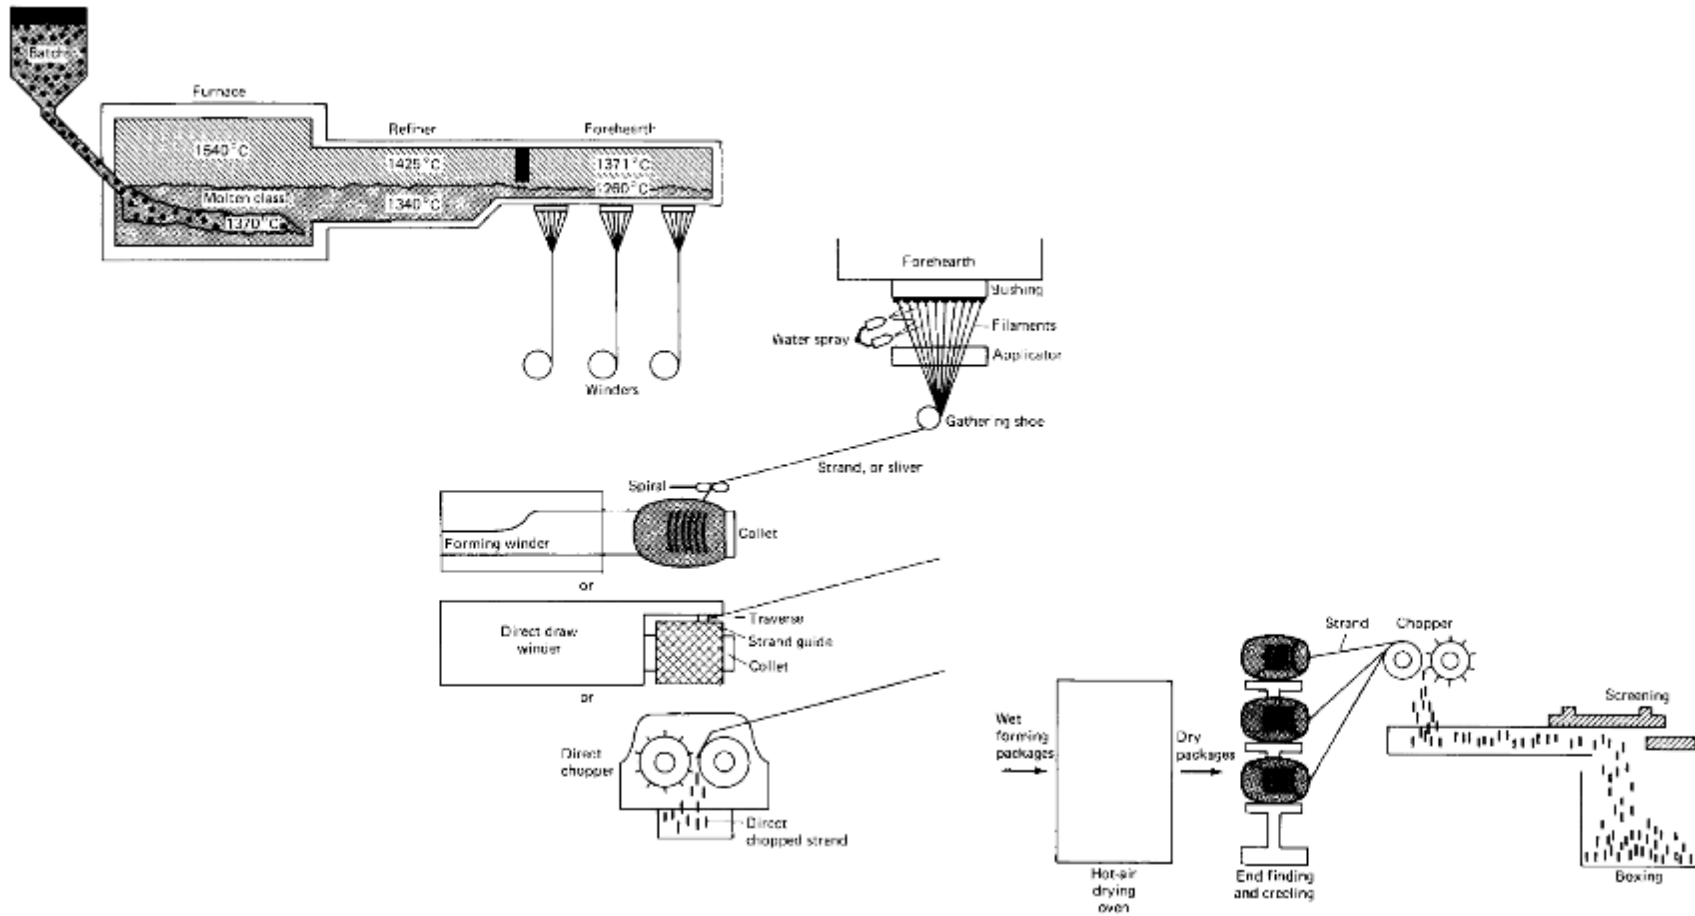 Batch
Furnace
Refiner
Forehearth
1540°C
1425°C
1371°C
1260°C
Molten glass
1340°C
1370°C
Winders
Forehearth
Bushing
Filaments
Water spray
Applicator
Gathering shoe
Strand, or sliver
Spiral
Collet
Forming winder
or
Direct draw
winder
Traverse
Strand guide
Collet
or
Direct
chopper
Direct
chopped strand
Wet
forming
packages
Dry
packages
Hot-air
drying
oven
Strand
Chopper
End finding
and creeling
Screening
Boxing